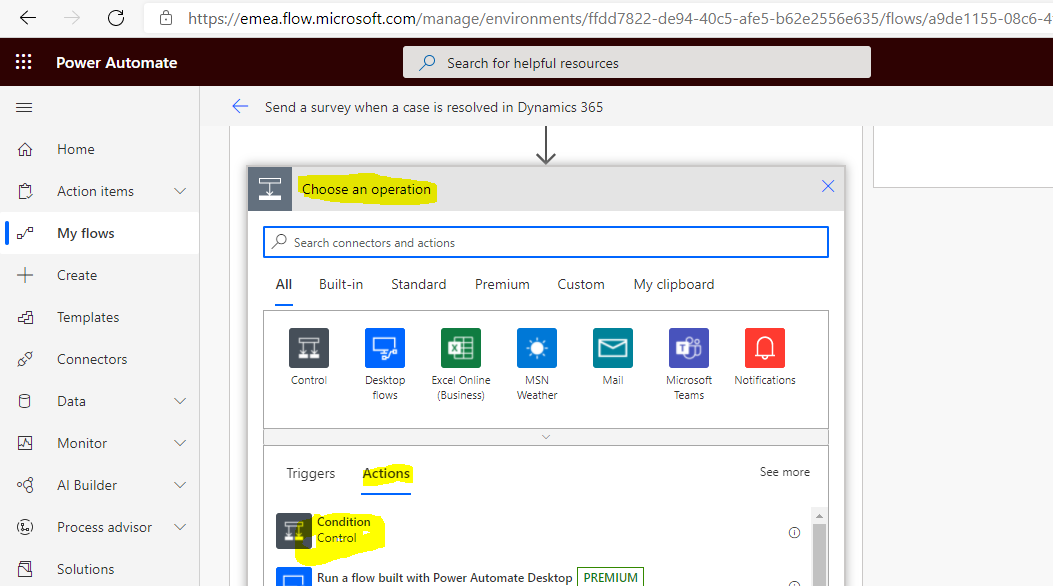 https://emea.flow.microsoft.com/manage/environments/ffdd7822-de94-40c5-afe5-b62e2556e635/flows/a9de1155-08c6-4
Power Automate
Search for helpful resources
Send a survey when a case is resolved in Dynamics 365
Home
Action items
My flows
Create
Templates
Connectors
Data
Monitor
AI Builder
Process advisor
Solutions
Choose an operation
Search connectors and actions
All Built-in Standard Premium Custom My clipboard
Control
Desktop flows
Excel Online (Business)
MSN Weather
Mail
Microsoft Teams
Notifications
Triggers Actions See more
Condition
Control
Run a flow built with Power Automate Desktop PREMIUM